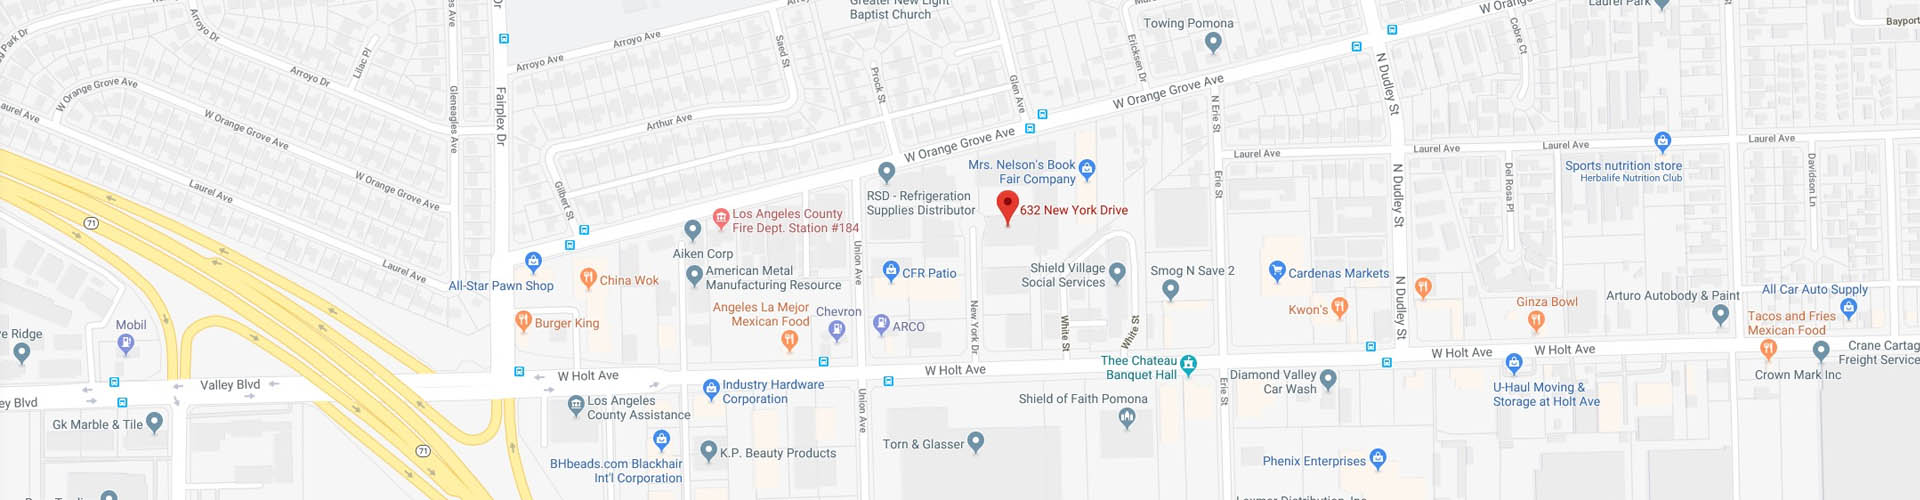 Greater New Light
Baptist Church
Towing Pomona
Laurel Park
Bayport
Arroyo Ave
Arroyo Dr
Lilac Pl
Arroyo Dr
Arroyo Ave
Saed St
Prock St
Glen Ave
Ericksen Dr
W Orange Grove Ave
N Dudley St
Cobre Ct
W Orange Grove Ave
Laurel Ave
W Orange Grove Ave
Gleneagles Ave
Fairplex Dr
Arthur Ave
W Orange Grove Ave
N Erie St
Laurel Ave
Laurel Ave
Laurel Ave
Laurel Ave
Mrs. Nelson's Book
Fair Company
Sports nutrition store
Herbalife Nutrition Club
W Orange Grove Ave
Laurel Ave
Gilbert St
RSD - Refrigeration
Supplies Distributor
632 New York Drive
Erie St
N Dudley St
Del Rosa Pl
Davidson Ln
71
Los Angeles County
Fire Dept. Station #184
Aiken Corp
Union Ave
Laurel Ave
All-Star Pawn Shop
China Wok
American Metal
Manufacturing Resource
CFR Patio
Shield Village
Social Services
Smog N Save 2
Cardenas Markets
N Dudley St
Arturo Autobody & Paint
All Car Auto Supply
Mobil
Burger King
Angeles La Mejor
Mexican Food
Chevron
ARCO
New York Dr
White St
White St
Kwon's
Ginza Bowl
Tacos and Fries
Mexican Food
Ridge
Thee Chateau
Banquet Hall
W Holt Ave
W Holt Ave
Crane Cartag
Freight Service
Valley Blvd
W Holt Ave
W Holt Ave
Industry Hardware
Corporation
Diamond Valley
Car Wash
Erie St
U-Haul Moving &
Storage at Holt Ave
Crown Mark Inc
Blvd
Los Angeles
County Assistance
Union Ave
Shield of Faith Pomona
Gk Marble & Tile
71
K.P. Beauty Products
Torn & Glasser
BHbeads.com Blackhair
Int'l Corporation
Phenix Enterprises